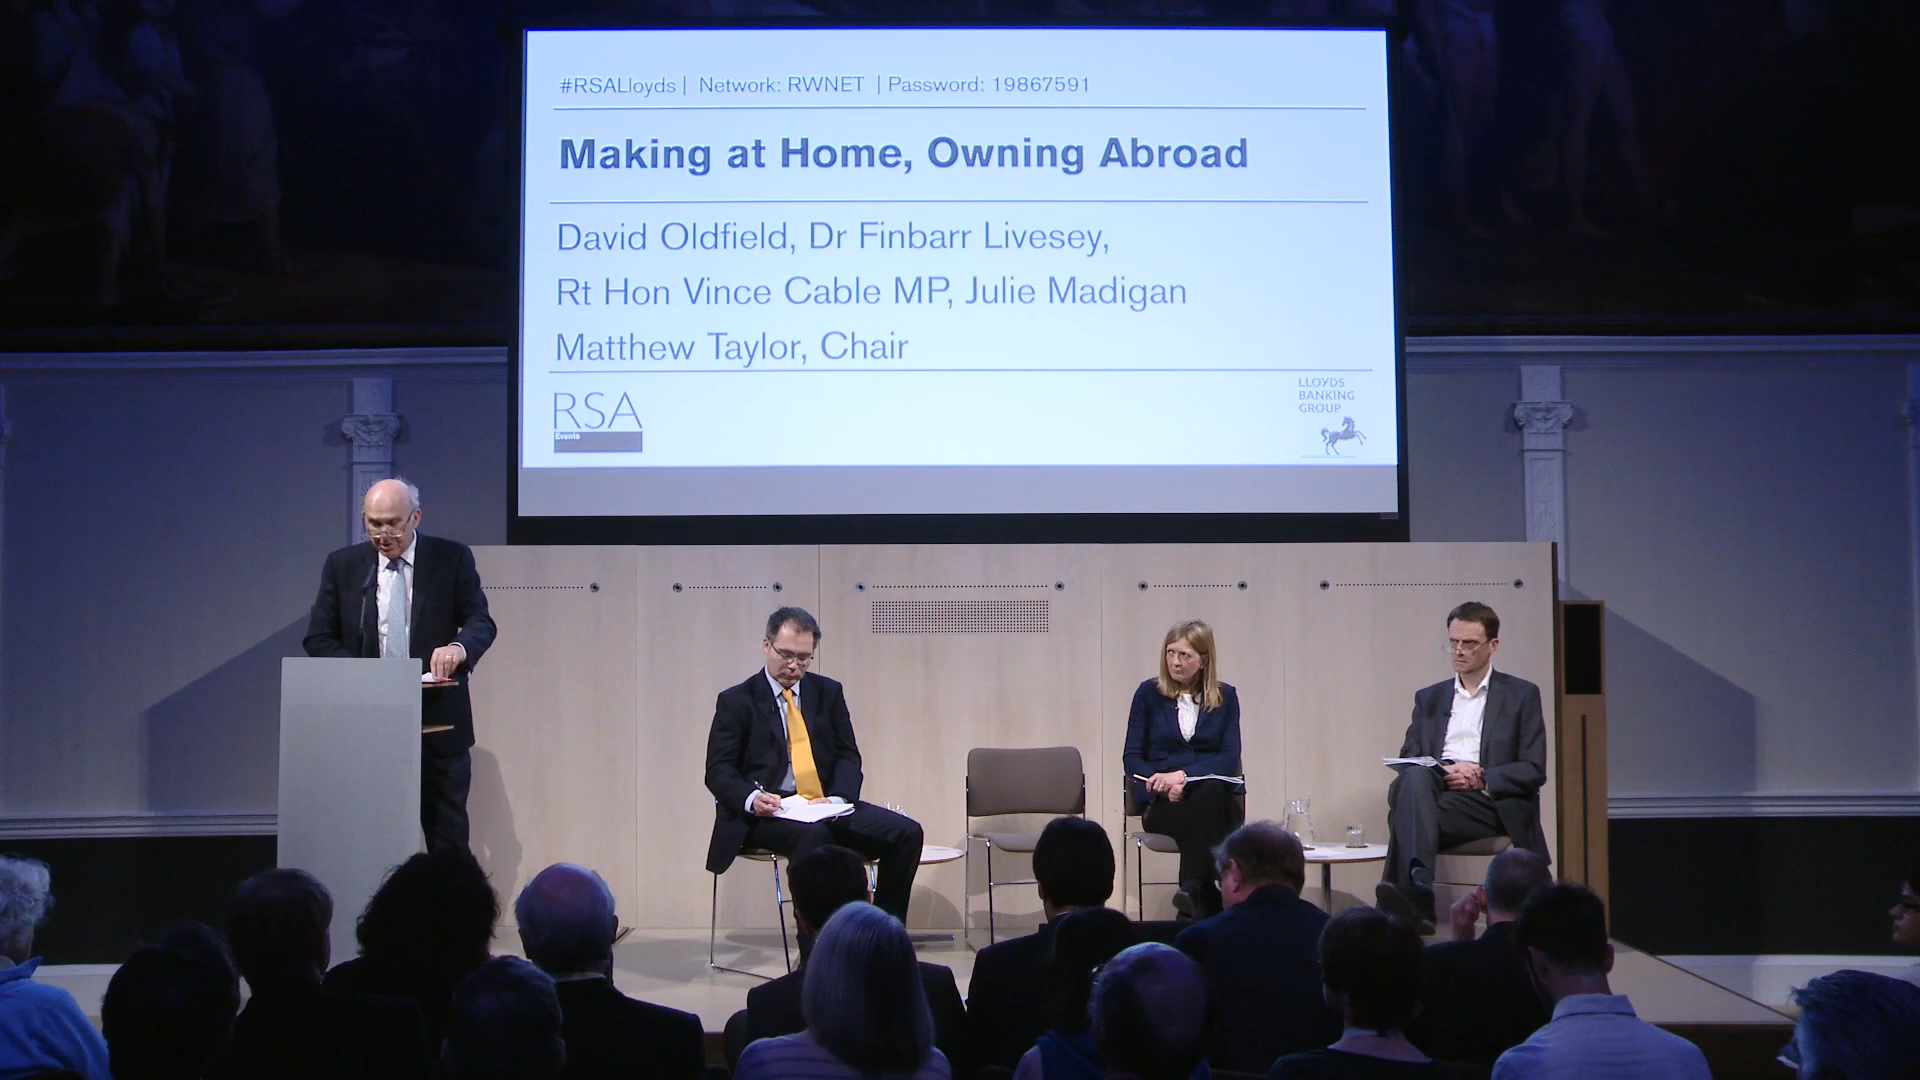 #RSALloyds | Network: RWNET | Password: 19867591
Making at Home, Owning Abroad
David Oldfield, Dr Finbarr Livesey,
Rt Hon Vince Cable MP, Julie Madigan
Matthew Taylor, Chair
RSA
Events
LLOYDS
BANKING
GROUP